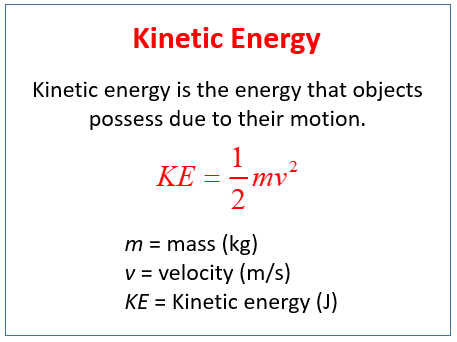 Kinetic Energy
Kinetic energy is the energy that objects
possess due to their motion.
KE = 1/2 mv²
m = mass (kg)
v = velocity (m/s)
KE = Kinetic energy (J)